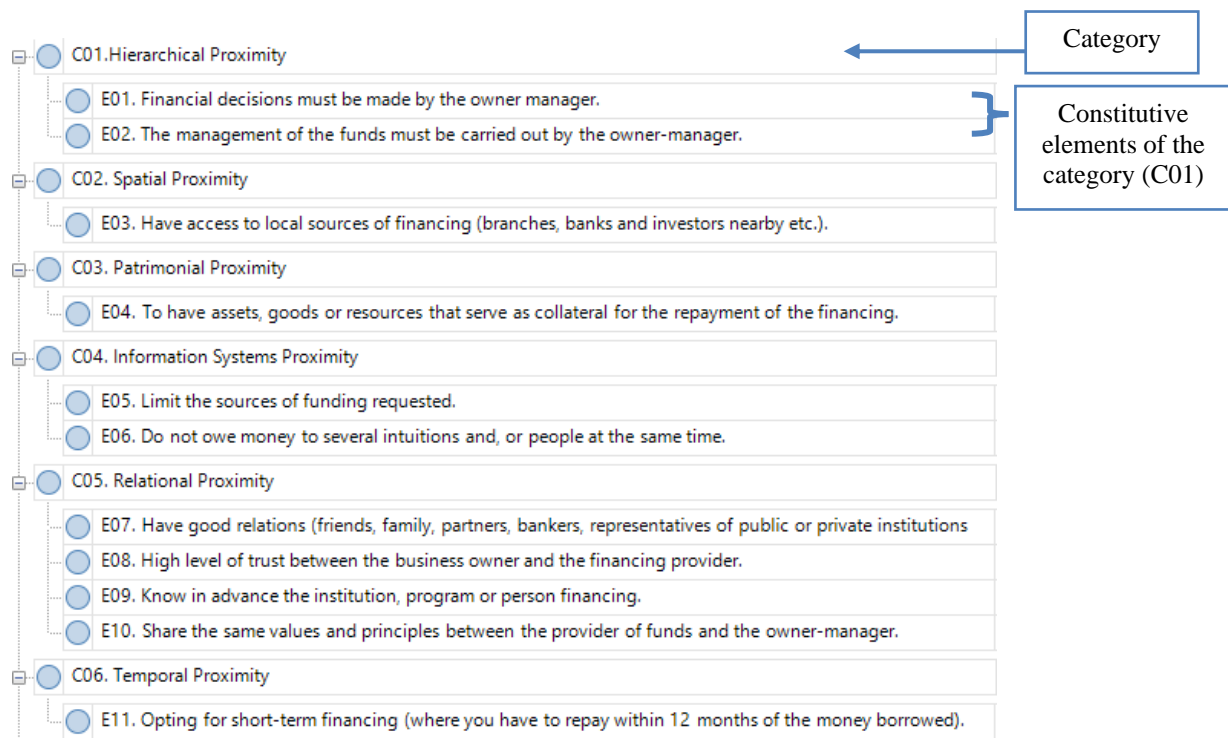 Category
C01.Hierarchical Proximity
E01. Financial decisions must be made by the owner manager.
E02. The management of the funds must be carried out by the owner-manager.
Constitutive
elements of the
category (C01)
C02. Spatial Proximity
E03. Have access to local sources of financing (branches, banks and investors nearby etc.).
C03. Patrimonial Proximity
E04. To have assets, goods or resources that serve as collateral for the repayment of the financing.
C04. Information Systems Proximity
E05. Limit the sources of funding requested.
E06. Do not owe money to several intuitions and, or people at the same time.
C05. Relational Proximity
E07. Have good relations (friends, family, partners, bankers, representatives of public or private institutions
E08. High level of trust between the business owner and the financing provider.
E09. Know in advance the institution, program or person financing.
E10. Share the same values and principles between the provider of funds and the owner-manager.
C06. Temporal Proximity
E11. Opting for short-term financing (where you have to repay within 12 months of the money borrowed).